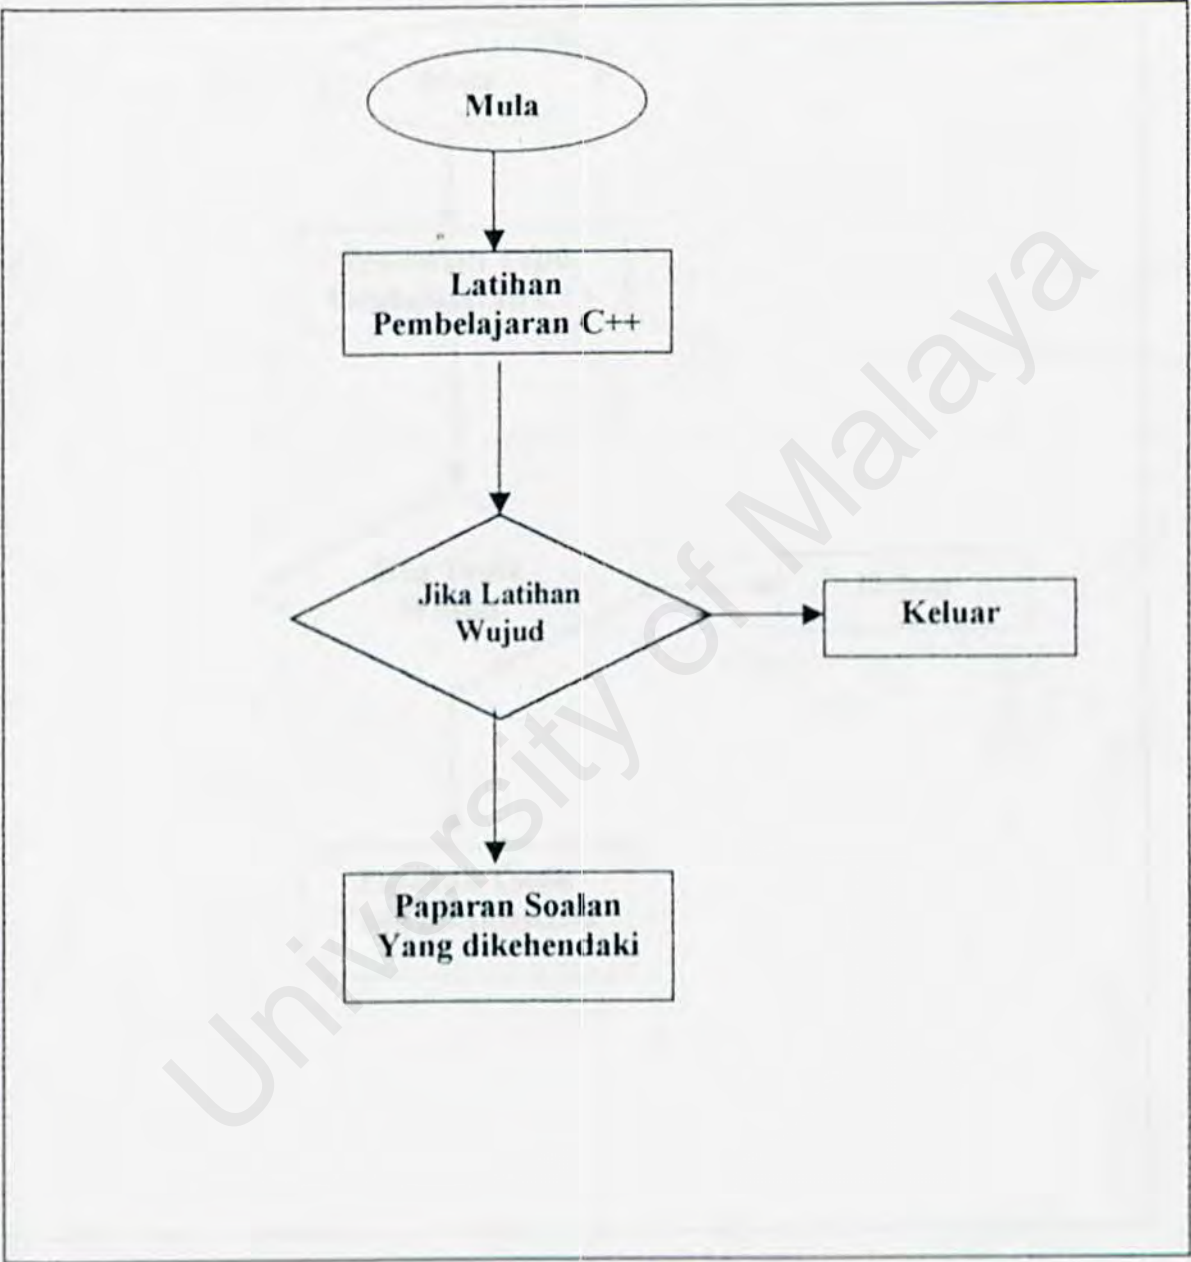 Mula
Latihan
Pembelajaran C++
Jika Latihan
Wujud
Keluar
Paparan Soalan
Yang dikehendaki
University of Malaya